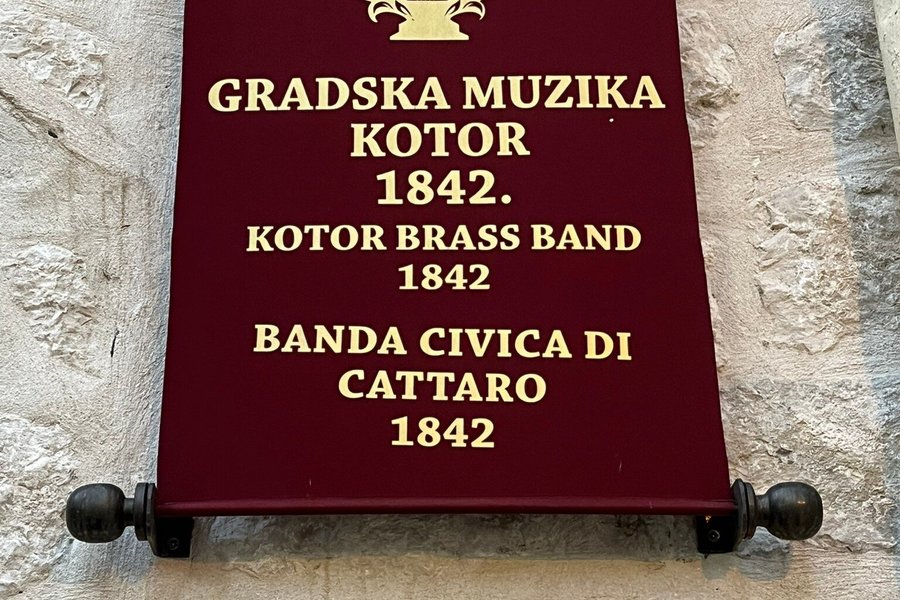 GRADSKA MUZIKA
KOTOR
1842.
KOTOR BRASS BAND
1842
BANDA CIVICA DI
CATTARO
1842